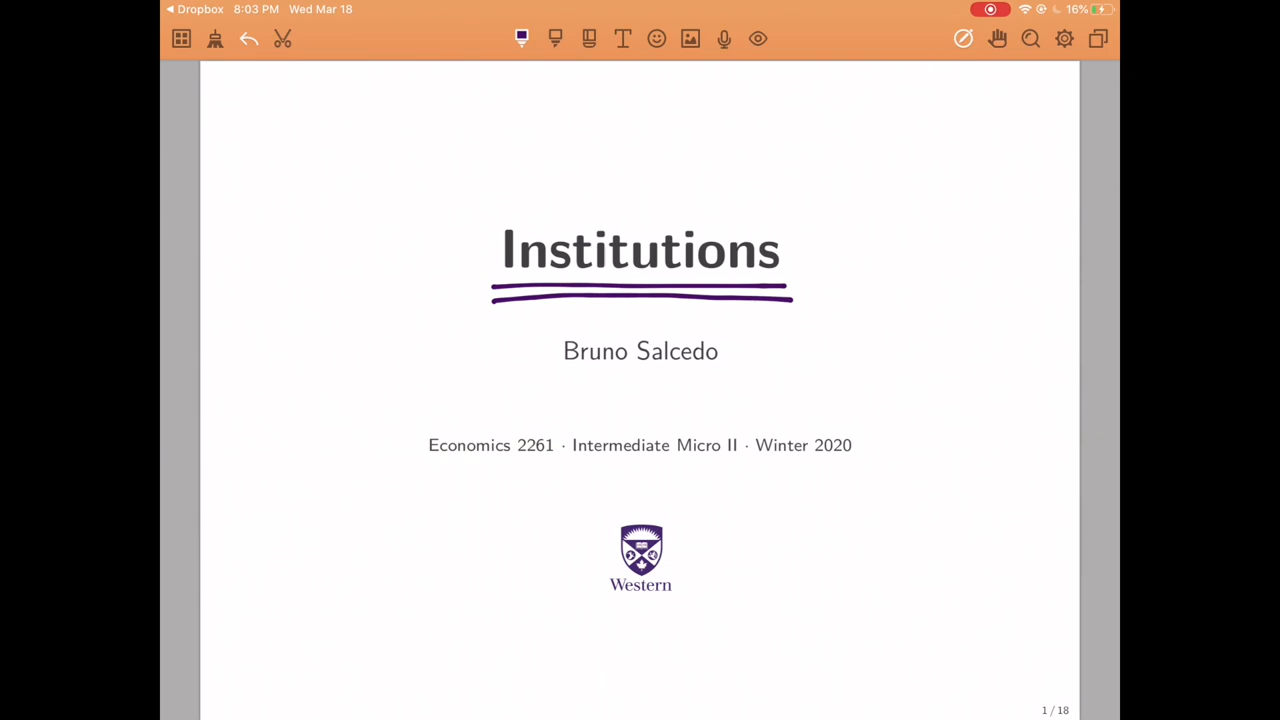 ◀ Dropbox 8:03 PM Wed Mar 18 16%
Institutions
Bruno Salcedo
Economics 2261 · Intermediate Micro II · Winter 2020
Western
1 / 18